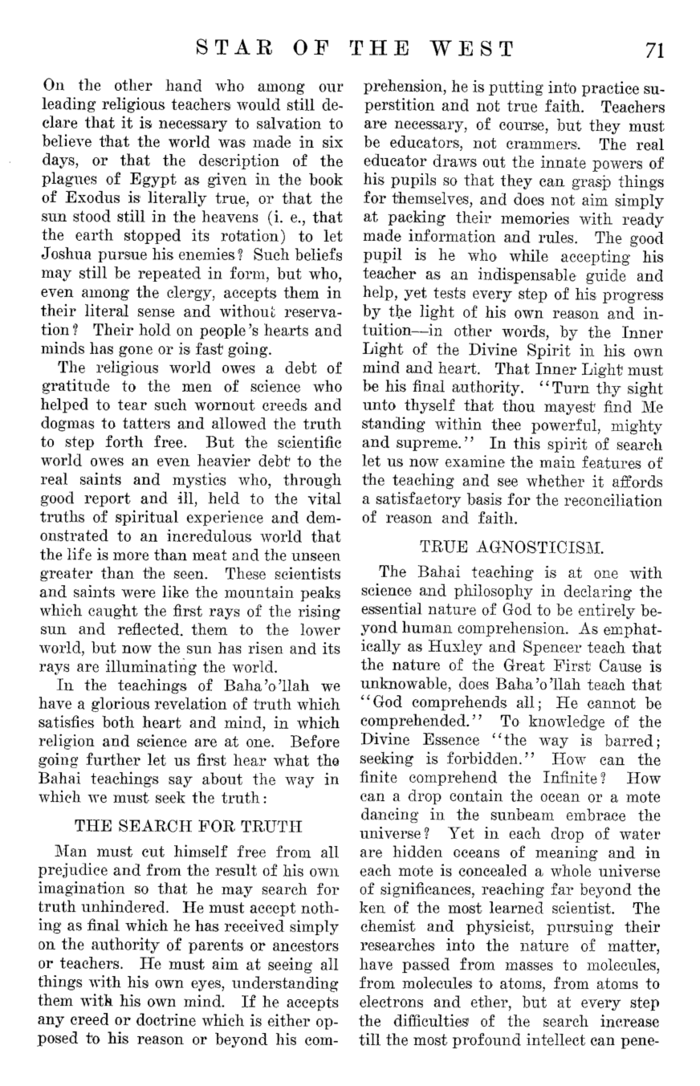 STAR OF THE WEST 71
On the other hand who among our
leading religious teachers would still de-
clare that it is necessary to salvation to
believe that the world was made in six
days, or that the description of the
plagues of Egypt as given in the book
of Exodus is literally true, or that the
sun stood still in the heavens (i. e., that
the earth stopped its rotation) to let
Joshua pursue his enemies? Such beliefs
may still be repeated in form, but who,
even among the clergy, accepts them in
their literal sense and without reserva-
tion? Their hold on people's hearts and
minds has gone or is fast going.
The religious world owes a debt of
gratitude to the men of science who
helped to tear such wornout creeds and
dogmas to tatters and allowed the truth
to step forth free. But the scientific
world owes an even heavier debt to the
real saints and mystics who, through
good report and ill, held to the vital
truths of spiritual experience and dem-
onstrated to an incredulous world that
the life is more than meat and the unseen
greater than the seen. These scientists
and saints were like the mountain peaks
which caught the first rays of the rising
sun and reflected. them to the lower
world, but now the sun has risen and its
rays are illuminating the world.
In the teachings of Baha'o'llah we
have a glorious revelation of truth which
satisfies both heart and mind, in which
religion and science are at one. Before
going further let us first hear what the
Bahai teachings say about the way in
which we must seek the truth:
THE SEARCH FOR TRUTH
Man must cut himself free from all
prejudice and from the result of his own
imagination so that he may search for
truth unhindered. He must accept noth-
ing as final which he has received simply
on the authority of parents or ancestors
or teachers. He must aim at seeing all
things with his own eyes, understanding
them with his own mind. If he accepts
any creed or doctrine which is either op-
posed to his reason or beyond his com-
prehension, he is putting into practice su-
perstition and not true faith. Teachers
are necessary, of course, but they must
be educators, not crammers. The real
educator draws out the innate powers of
his pupils so that they can grasp things
for themselves, and does not aim simply
at packing their memories with ready
made information and rules. The good
pupil is he who while accepting his
teacher as an indispensable guide and
help, yet tests every step of his progress
by the light of his own reason and in-
tuition—in other words, by the Inner
Light of the Divine Spirit in his own
mind and heart. That Inner Light must
be his final authority. "Turn thy sight
unto thyself that thou mayest find Me
standing within thee powerful, mighty
and supreme." In this spirit of search
let us now examine the main features of
the teaching and see whether it affords
a satisfactory basis for the reconciliation
of reason and faith.
TRUE AGNOSTICISM.
The Bahai teaching is at one with
science and philosophy in declaring the
essential nature of God to be entirely be-
yond human comprehension. As emphat-
ically as Huxley and Spencer teach that
the nature of the Great First Cause is
unknowable, does Baha'o'llah teach that
"God comprehends all; He cannot be
comprehended." To knowledge of the
Divine Essence "the way is barred;
seeking is forbidden." How can the
finite comprehend the Infinite? How
can a drop contain the ocean or a mote
dancing in the sunbeam embrace the
universe? Yet in each drop of water
are hidden oceans of meaning and in
each mote is concealed a whole universe
of significances, reaching far beyond the
ken of the most learned scientist. The
chemist and physicist, pursuing their
researches into the nature of matter,
have passed from masses to molecules,
from molecules to atoms, from atoms to
electrons and ether, but at every step
the difficulties of the search increase
till the most profound intellect can pene-